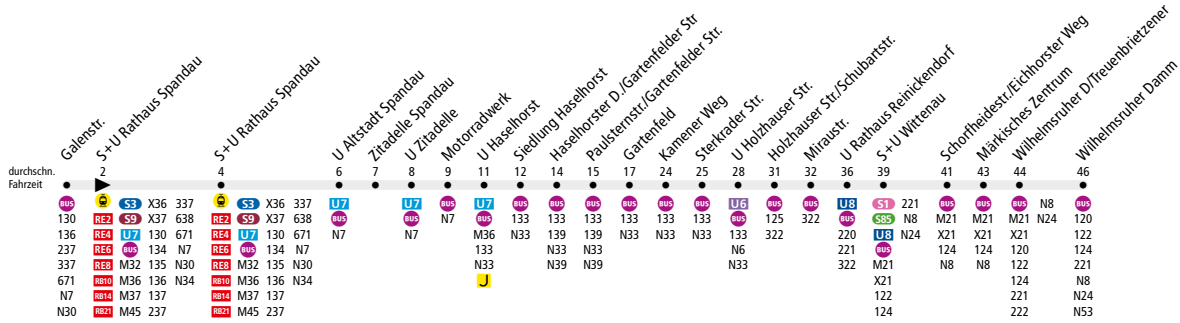 Galenstr.
S+U Rathaus Spandau
S+U Rathaus Spandau
U Altstadt Spandau
Zitadelle Spandau
U Zitadelle
Motorradwerk
U Haselhorst
Siedlung Haselhorst
Haselhorster D./Gartenfelder Str
Paulsternstr./Gartenfelder Str.
Gartenfeld
Kamener Weg
Sterkrader Str.
U Holzhauser Str.
Holzhauser Str./Schubartstr.
Miraustr.
U Rathaus Reinickendorf
S+U Wittenau
Schorfheidestr./Eichhorster Weg
Märkisches Zentrum
Wilhelmsruher D/Treuenbrietzener
Wilhelmsruher Damm
durchschn. 2 4 6 7 8 9 11 12 14 15 17 24 25 28 31 32 36 39 41 43 44 46
Fahrzeit
BUS S3 X36 337 S3 X36 337 U7 U7 BUS U7 BUS BUS BUS BUS BUS BUS U6 BUS BUS U8 S1 221 BUS BUS BUS N8 BUS
130 RE2 S9 X37 638 RE2 S9 X37 638 BUS BUS N7 BUS 133 133 133 133 133 133 BUS 125 322 BUS S85 N8 M21 M21 M21 N24 120
136 RE4 U7 130 671 RE4 U7 130 671 N7 N7 M36 N33 139 139 N33 N33 N33 133 322 220 U8 N24 X21 X21 X21 122
237 RE6 BUS 134 N7 RE6 BUS 134 N7 133 N33 N33 N6 221 BUS 124 124 120 124
337 RE8 M32 135 N30 RE8 M32 135 N30 N33 N39 N39 N33 322 M21 N8 N8 122 221
671 RB10 M36 136 N34 RB10 M36 136 N34 J X21 124 N8
N7 RB14 M37 137 RB14 M37 137 122 221 N24
N30 RB21 M45 237 RB21 M45 237 124 222 N53